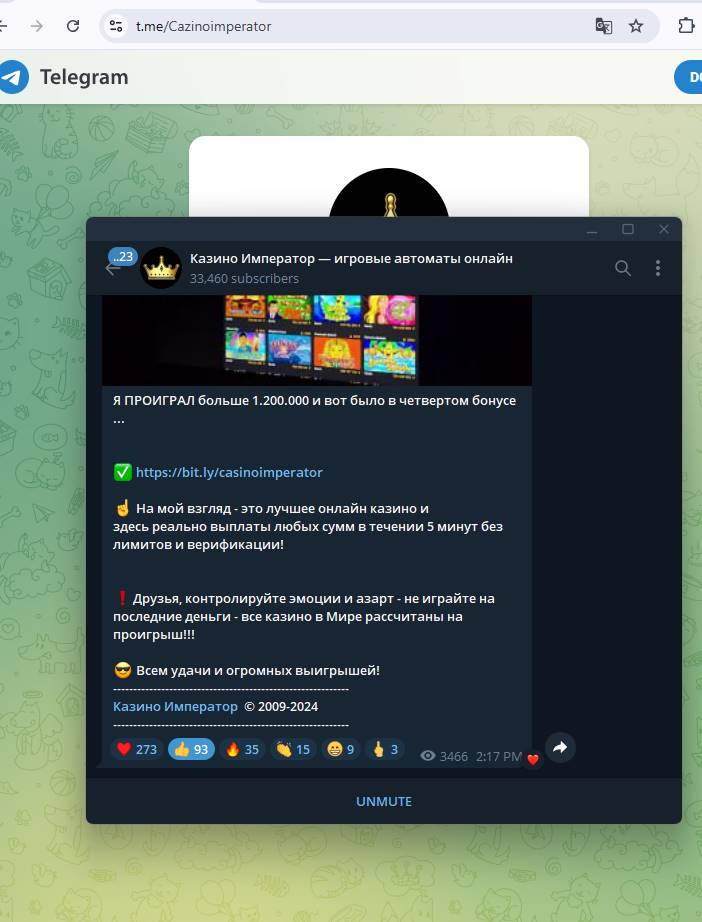 t.me/Cazinoimperator
Telegram
..23
Казино Император — игровые автоматы онлайн
33,460 subscribers
Я ПРОИГРАЛ больше 1.200.000 и вот было в четвертом бонусе
...
✅ https://bit.ly/casinoimperator
☝ На мой взгляд - это лучшее онлайн казино и
здесь реально выплаты любых сумм в течении 5 минут без
лимитов и верификации!
❗ Друзья, контролируйте эмоции и азарт - не играйте на
последние деньги - все казино в Мире рассчитаны на
проигрыш!!!
😎 Всем удачи и огромных выигрышей!
-----------------------------------------------------------
Казино Император © 2009-2024
-----------------------------------------------------------
❤️ 273 👍 93 🔥 35 👏 15 😁 9 🖕 3 3466 2:17 PM ❤️
UNMUTE